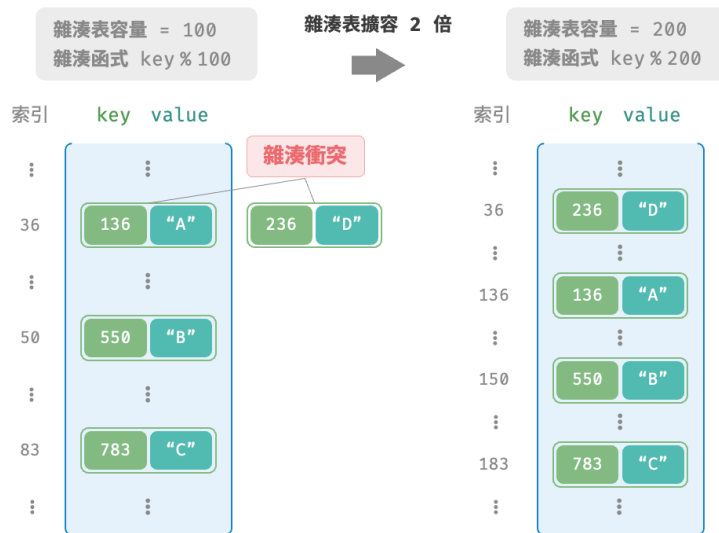 雜湊表容量 = 100
雜湊函式 key % 100
雜湊表擴容 2 倍
雜湊表容量 = 200
雜湊函式 key % 200
索引 key value
雜湊衝突
36 136 “A” 236 “D”
50 550 “B”
83 783 “C”
索引 key value
36 236 “D”
136 136 “A”
150 550 “B”
183 783 “C”